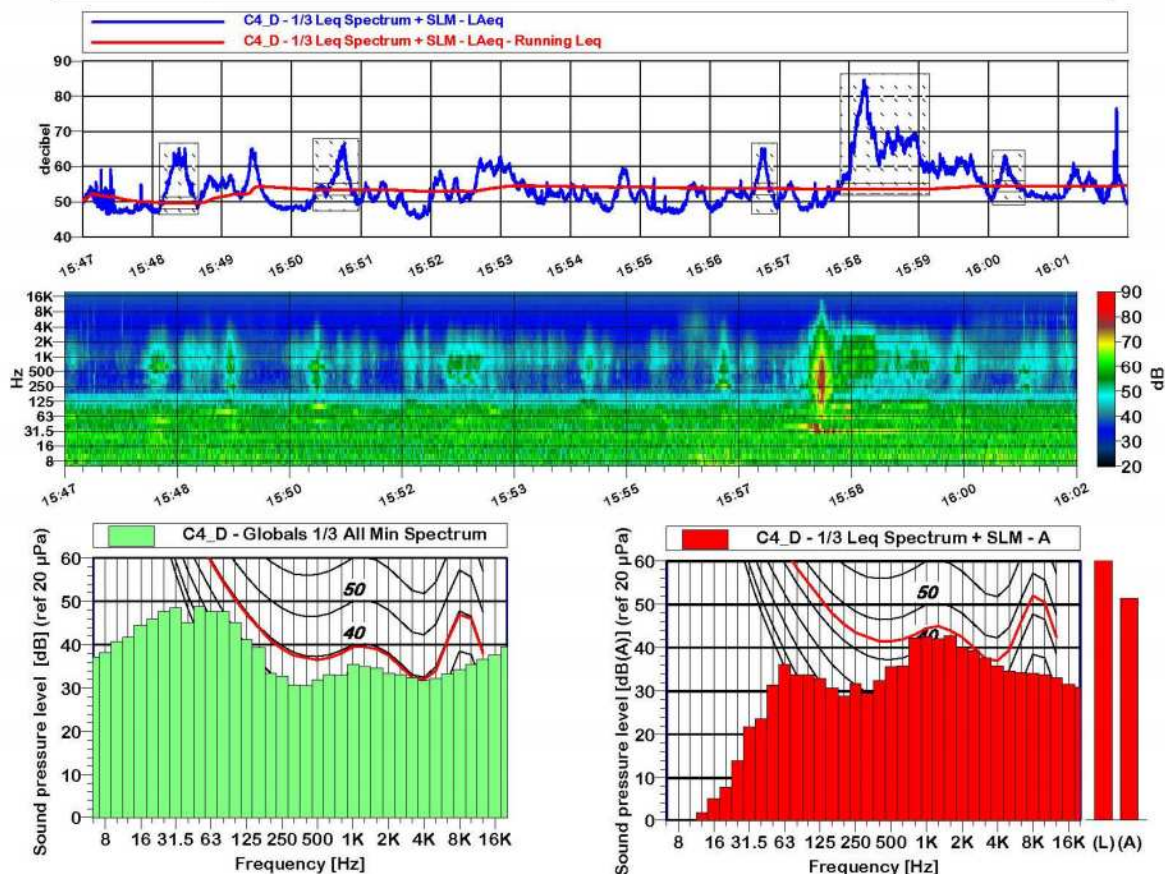 C4_D - 1/3 Leq Spectrum + SLM - LAeq
C4_D - 1/3 Leq Spectrum + SLM - LAeq - Running Leq
decibel
90
80
70
60
50
40
15:47 15:48 15:49 15:50 15:51 15:52 15:53 15:54 15:55 15:56 15:57 15:58 15:59 16:00 16:01
Hz
16K
8K
4K
2K
1K
500
250
125
63
31.5
16
8
15:47 15:48 15:50 15:52 15:53 15:55 15:57 15:58 16:00 16:02
90
80
70
60
50
40
30
20
dB
C4_D - Globals 1/3 All Min Spectrum
Sound pressure level [dB] (ref 20 µPa)
60
50
40
30
20
10
0
50
40
8 16 31.5 63 125 250 500 1K 2K 4K 8K 16K
Frequency [Hz]
C4_D - 1/3 Leq Spectrum + SLM - A
Sound pressure level [dB(A)] (ref 20 µPa)
60
50
40
30
20
10
0
50
40
8 16 31.5 63 125 250 500 1K 2K 4K 8K 16K (L) (A)
Frequency [Hz]